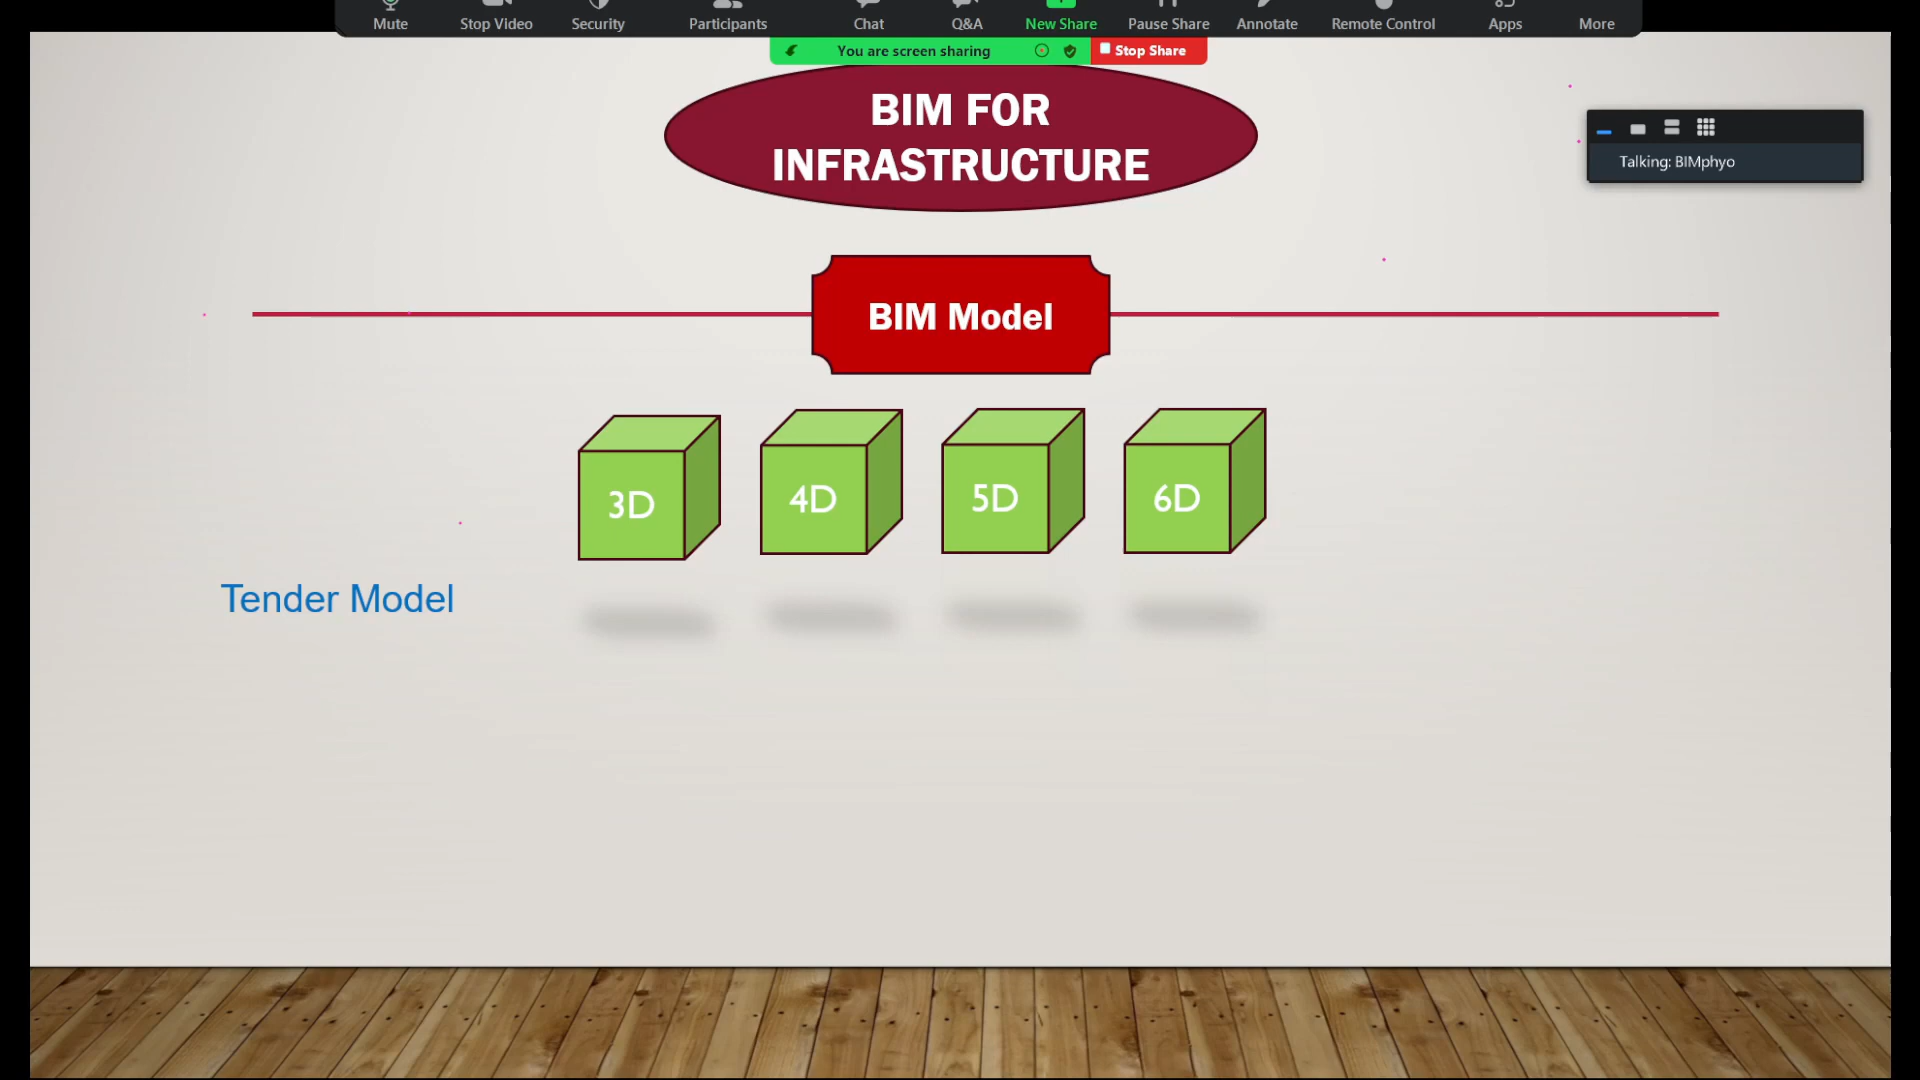 Mute Stop Video Security Participants Chat Q&A New Share Pause Share Annotate Remote Control Apps More
You are screen sharing Stop Share
BIM FOR
INFRASTRUCTURE
Talking: BIMphyo
BIM Model
3D 4D 5D 6D
Tender Model